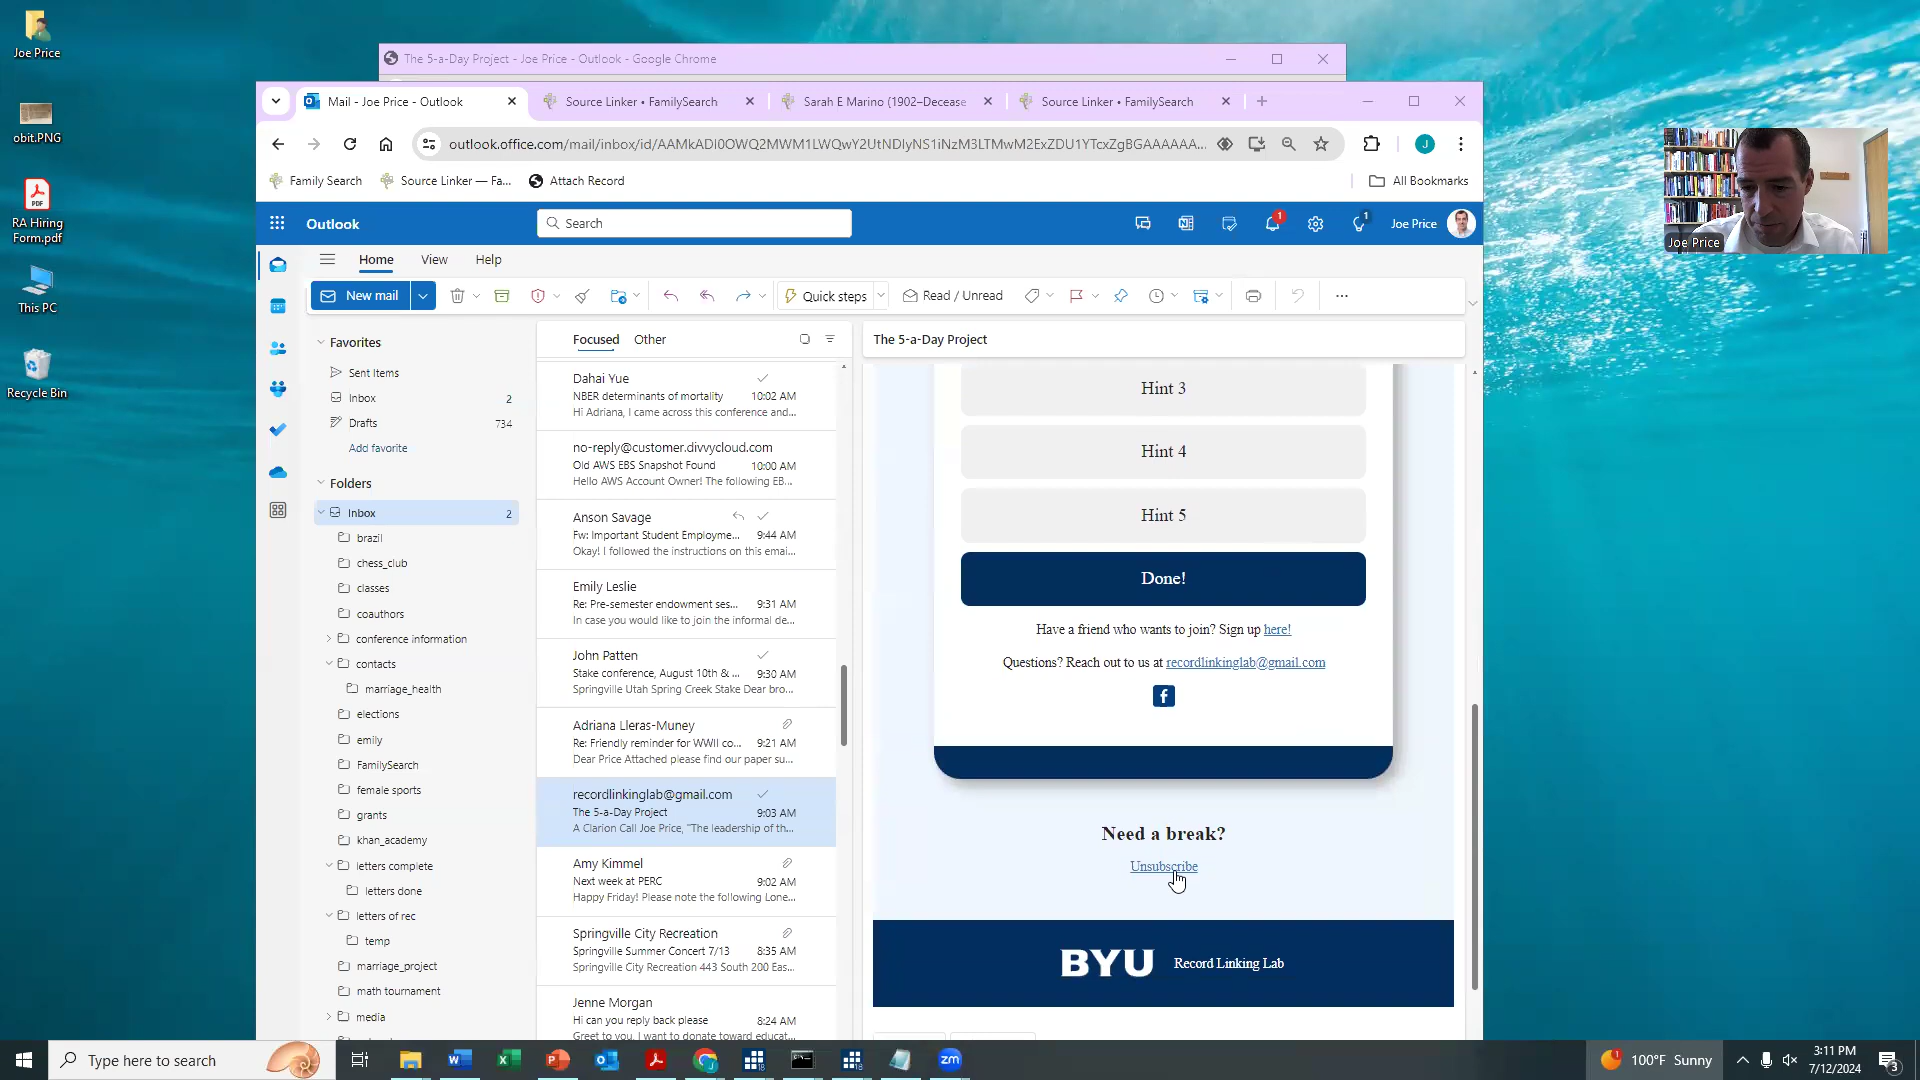 Joe Price
obit.PNG
RA Hiring
Form.pdf
This PC
Recycle Bin
The 5-a-Day Project - Joe Price - Outlook - Google Chrome
Mail - Joe Price - Outlook
Source Linker • FamilySearch
Sarah E Marino (1902–Decease
Source Linker • FamilySearch
outlook.office.com/mail/inbox/id/AAMkADI0OWQ2MWM1LWQwY2UtNDIyNS1iNzM3LTMwM2ExZDU1YTcxZgBGAAAAAA...
J
Family Search
Source Linker — Fa...
Attach Record
All Bookmarks
Outlook
Search
1
1
Joe Price
Home
View
Help
New mail
Quick steps
Read / Unread
Favorites
Sent Items
Inbox 2
Drafts 734
Add favorite
Folders
Inbox 2
brazil
chess_club
classes
coauthors
conference information
contacts
marriage_health
elections
emily
FamilySearch
female sports
grants
khan_academy
letters complete
letters done
letters of rec
temp
marriage_project
math tournament
media
Focused
Other
Dahai Yue
NBER determinants of mortality 10:02 AM
Hi Adriana, I came across this conference and...
no-reply@customer.divvycloud.com
Old AWS EBS Snapshot Found 10:00 AM
Hello AWS Account Owner! The following EB...
Anson Savage
Fw: Important Student Employme... 9:44 AM
Okay! I followed the instructions on this emai...
Emily Leslie
Re: Pre-semester endowment ses... 9:31 AM
In case you would like to join the informal de...
John Patten
Stake conference, August 10th & ... 9:30 AM
Springville Utah Spring Creek Stake Dear bro...
Adriana Lleras-Muney
Re: Friendly reminder for WWII co... 9:21 AM
Dear Price Attached please find our paper su...
recordlinkinglab@gmail.com
The 5-a-Day Project 9:03 AM
A Clarion Call Joe Price, "The leadership of th...
Amy Kimmel
Next week at PERC 9:02 AM
Happy Friday! Please note the following Lone...
Springville City Recreation
Springville Summer Concert 7/13 8:35 AM
Springville City Recreation 443 South 200 Eas...
Jenne Morgan
Hi can you reply back please 8:24 AM
Greet to you, I want to donate toward educat...
The 5-a-Day Project
Hint 3
Hint 4
Hint 5
Done!
Have a friend who wants to join? Sign up here!
Questions? Reach out to us at recordlinkinglab@gmail.com
Need a break?
Unsubscribe
BYU Record Linking Lab
Joe Price
Type here to search
zm
100°F Sunny
3:11 PM
7/12/2024
3